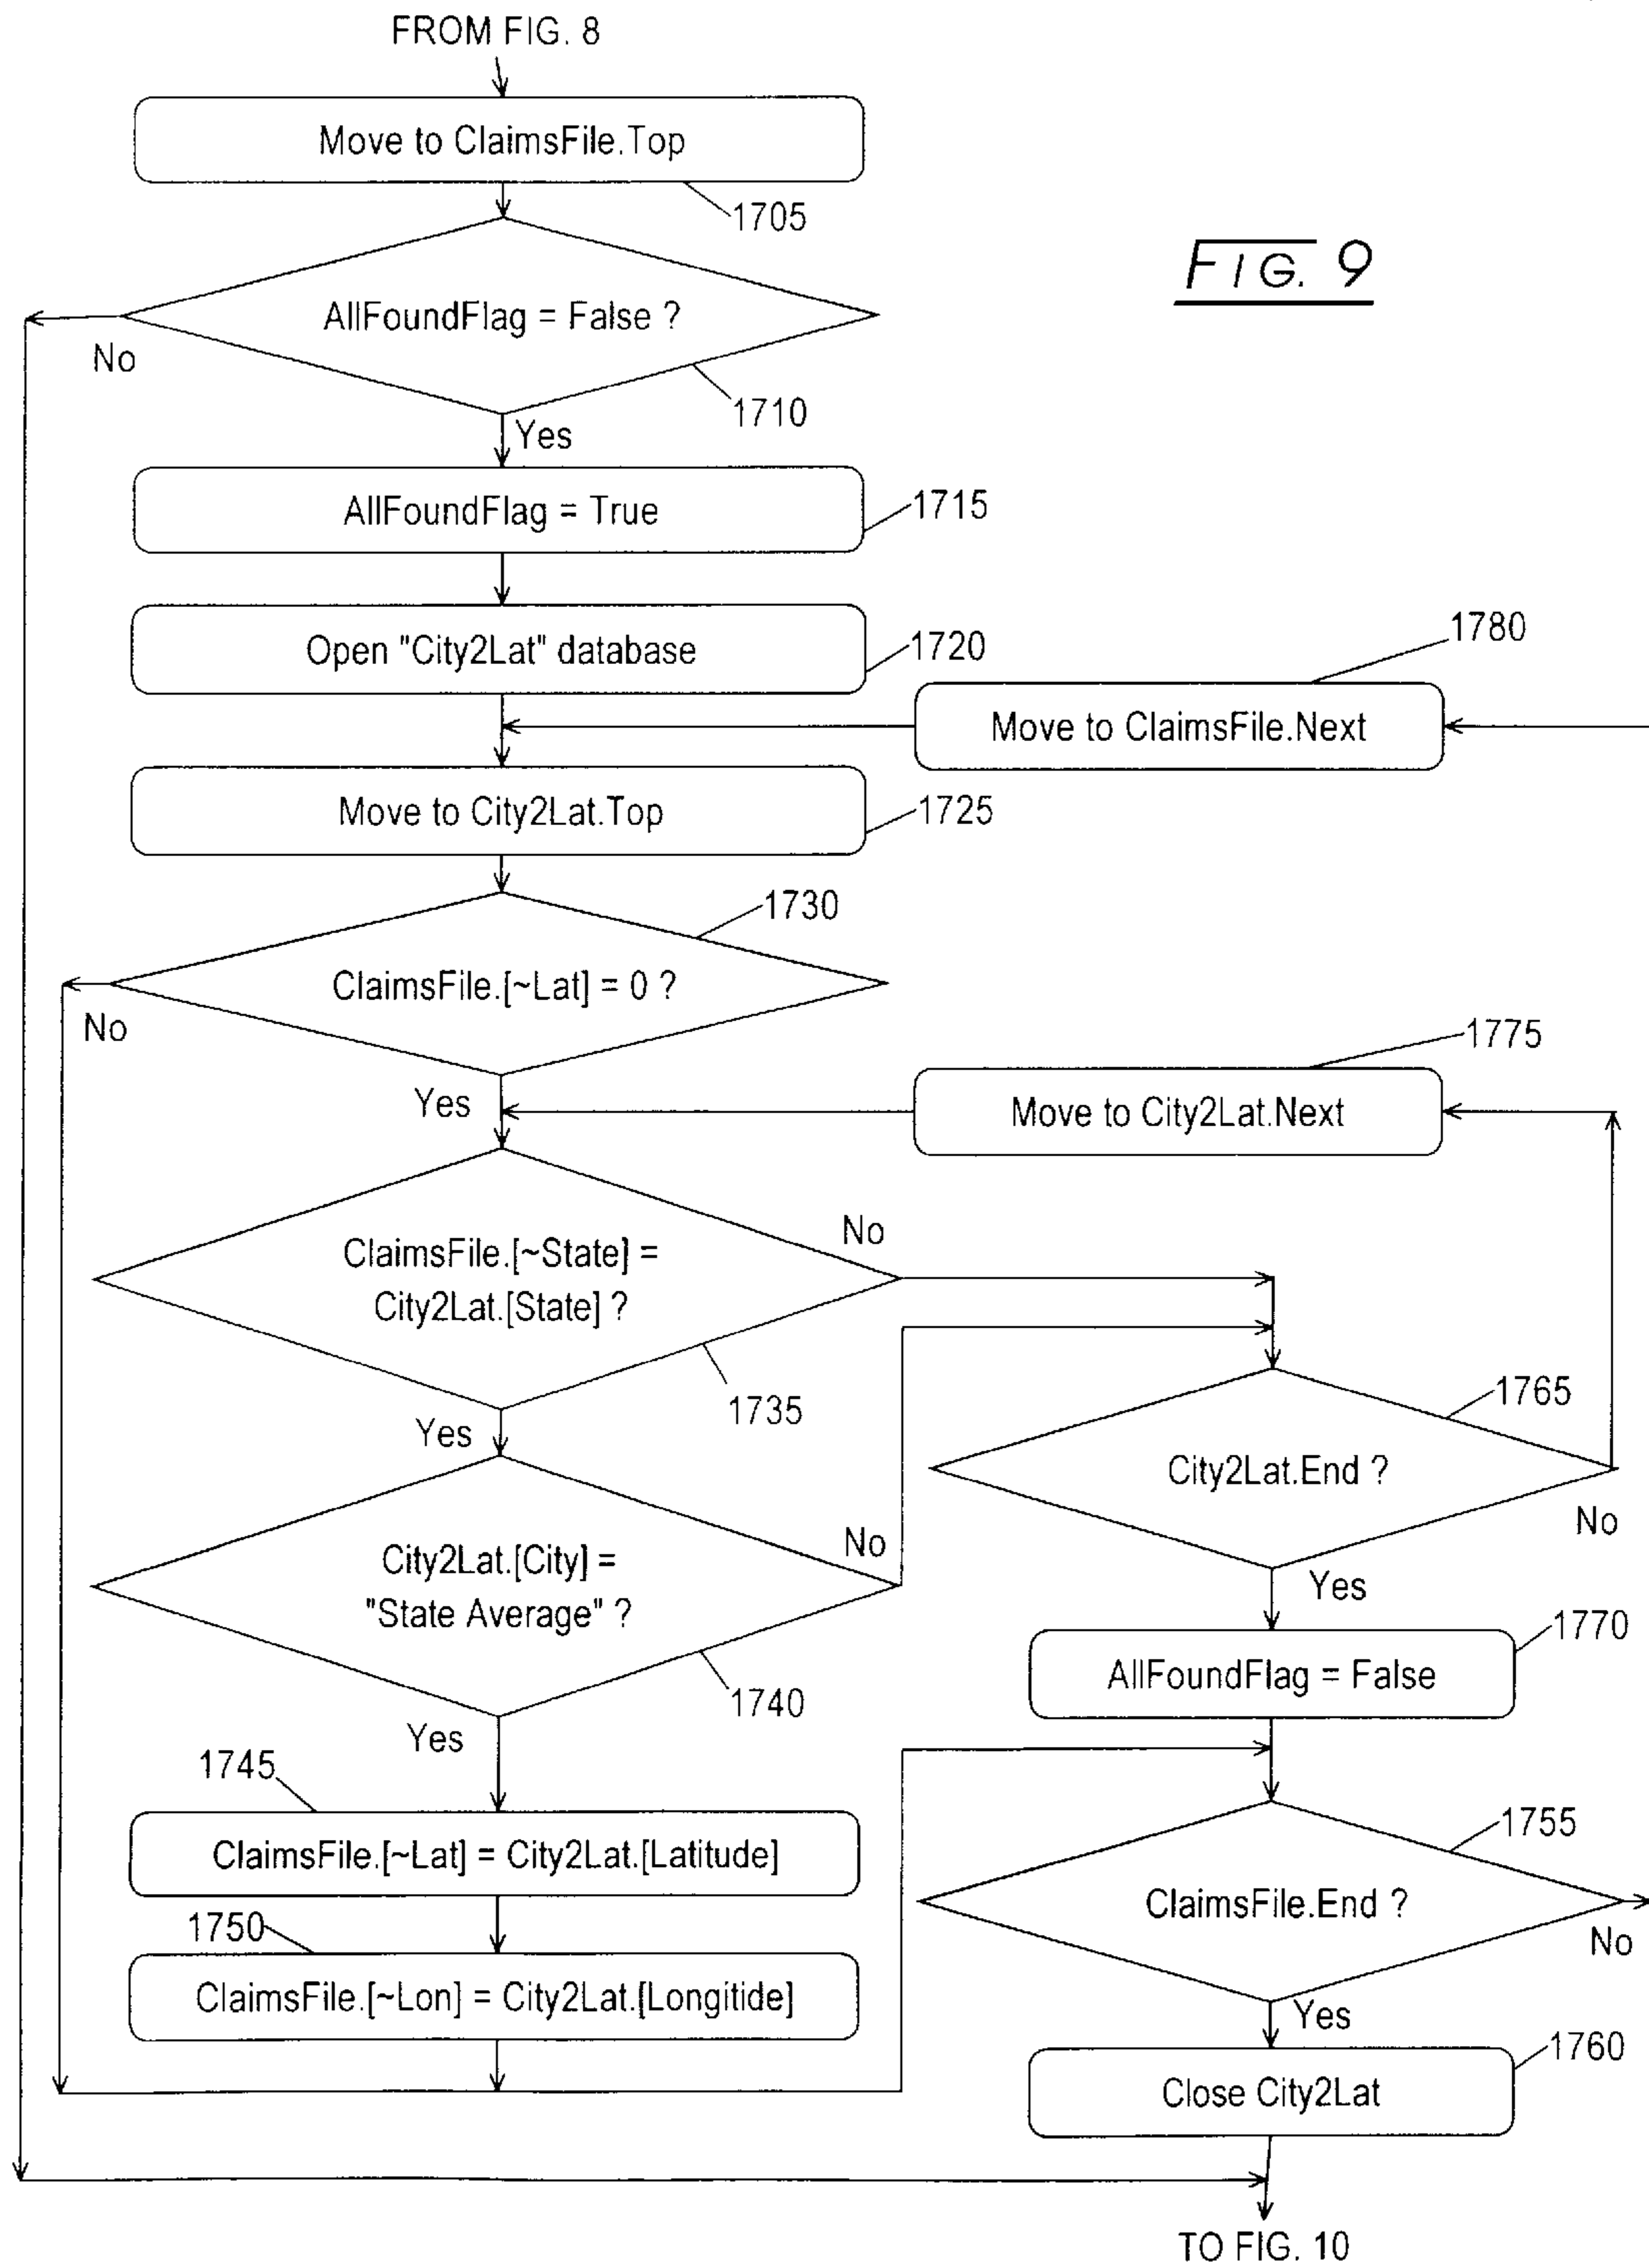 FROM FIG. 8
Move to ClaimsFile.Top
1705
FIG. 9
AllFoundFlag = False ?
No
1710
Yes
AllFoundFlag = True
1715
Open "City2Lat" database
1720
1780
Move to ClaimsFile.Next
Move to City2Lat.Top
1725
1730
ClaimsFile.[~Lat] = 0 ?
No
1775
Yes
Move to City2Lat.Next
No
ClaimsFile.[~State] =
City2Lat.[State] ?
1735
1765
Yes
City2Lat.End ?
No
No
City2Lat.[City] =
"State Average" ?
Yes
1770
AllFoundFlag = False
1740
Yes
1745
1755
ClaimsFile.[~Lat] = City2Lat.[Latitude]
ClaimsFile.End ?
No
1750
ClaimsFile.[~Lon] = City2Lat.[Longitide]
Yes
1760
Close City2Lat
TO FIG. 10